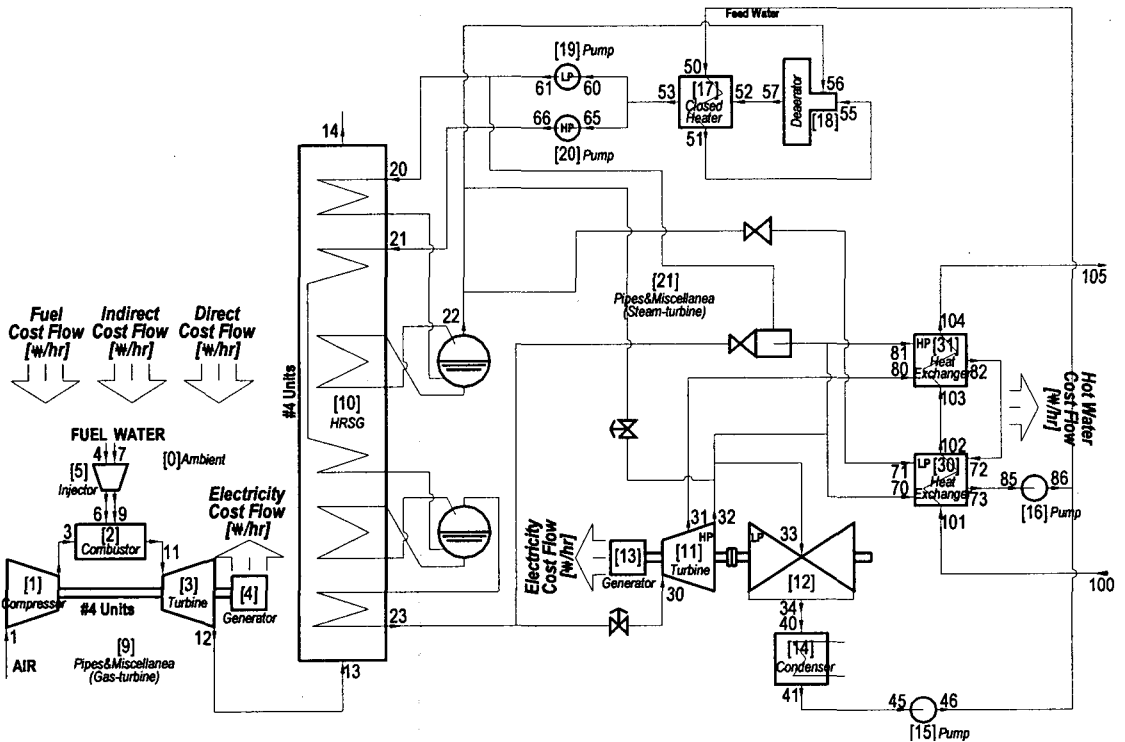 Feed Water
[19] Pump
50
56
LP
53
[17]
52
57
61
60
Closed
Heater
Deaerator
55
66
65
[18]
HP
51
14
[20] Pump
20
21
[21]
Pipes&Miscellanea
(Steam-turbine)
105
Fuel
Cost Flow
[₩/hr]
Indirect
Cost Flow
[₩/hr]
Direct
Cost Flow
[₩/hr]
22
104
HP
[31]
81
Heat
Exchanger
82
80
103
#4 Units
[10]
HRSG
Hot Water
Cost Flow
[₩/hr]
FUEL WATER
4
7
[0] Ambient
[5]
Injector
102
LP
[30]
72
71
Heat
Exchanger
70
73
85
86
[16] Pump
101
Electricity
Cost Flow
[₩/hr]
6
9
3
[2]
Combustor
11
31
32
HP
LP
33
[13]
Generator
[11]
Turbine
[12]
30
Electricity
Cost Flow
[₩/hr]
100
[1]
Compressor
[3]
Turbine
[4]
Generator
#4 Units
34
40
23
1
12
[9]
Pipes&Miscellanea
(Gas-turbine)
AIR
13
[14]
Condenser
41
45
46
[15] Pump